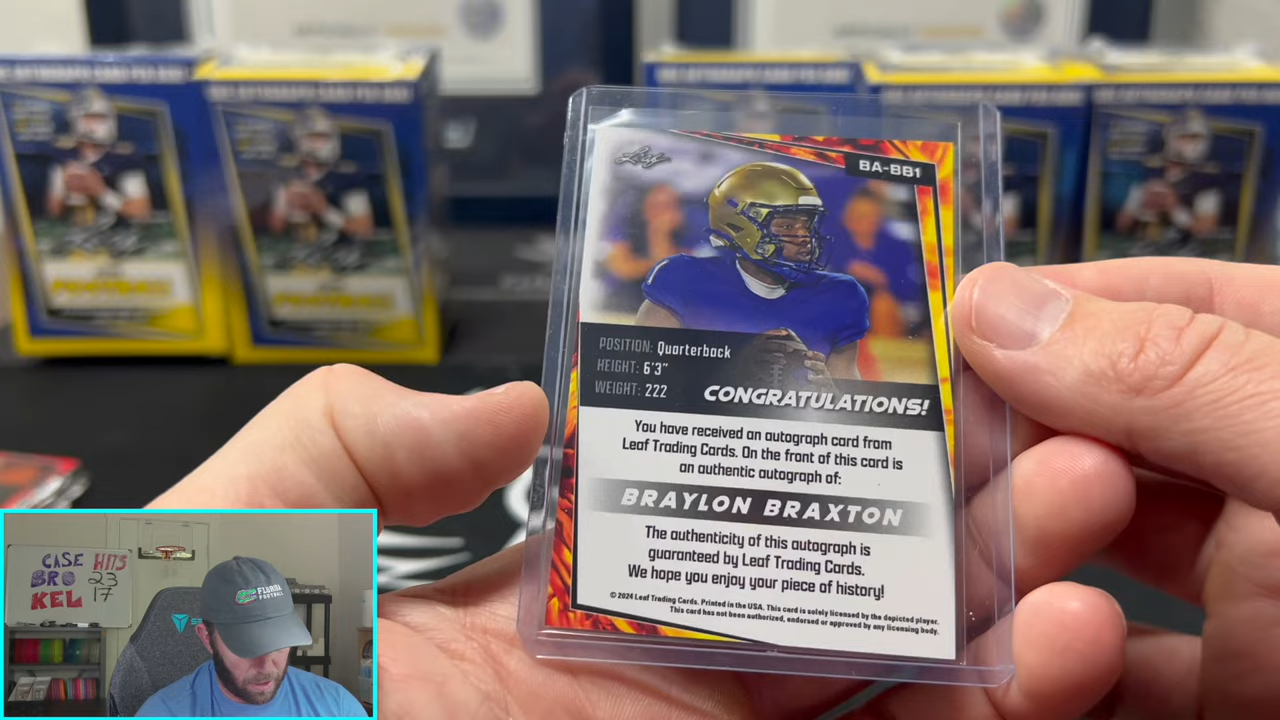 Leaf
BA-BB1
POSITION: Quarterback
HEIGHT: 6'3"
WEIGHT: 222
CONGRATULATIONS!
You have received an autograph card from
Leaf Trading Cards. On the front of this card is
an authentic autograph of:
BRAYLON BRAXTON
The authenticity of this autograph is
guaranteed by Leaf Trading Cards.
We hope you enjoy your piece of history!
© 2024 Leaf Trading Cards. Printed in the USA. This card is solely licensed by the depicted player.
This card has not been authorized, endorsed or approved by any licensing body.
FOOTBALL
FOOTBALL
CASE HITS
BRO 23
KEL 17
FLORIDA
FOOTBALL